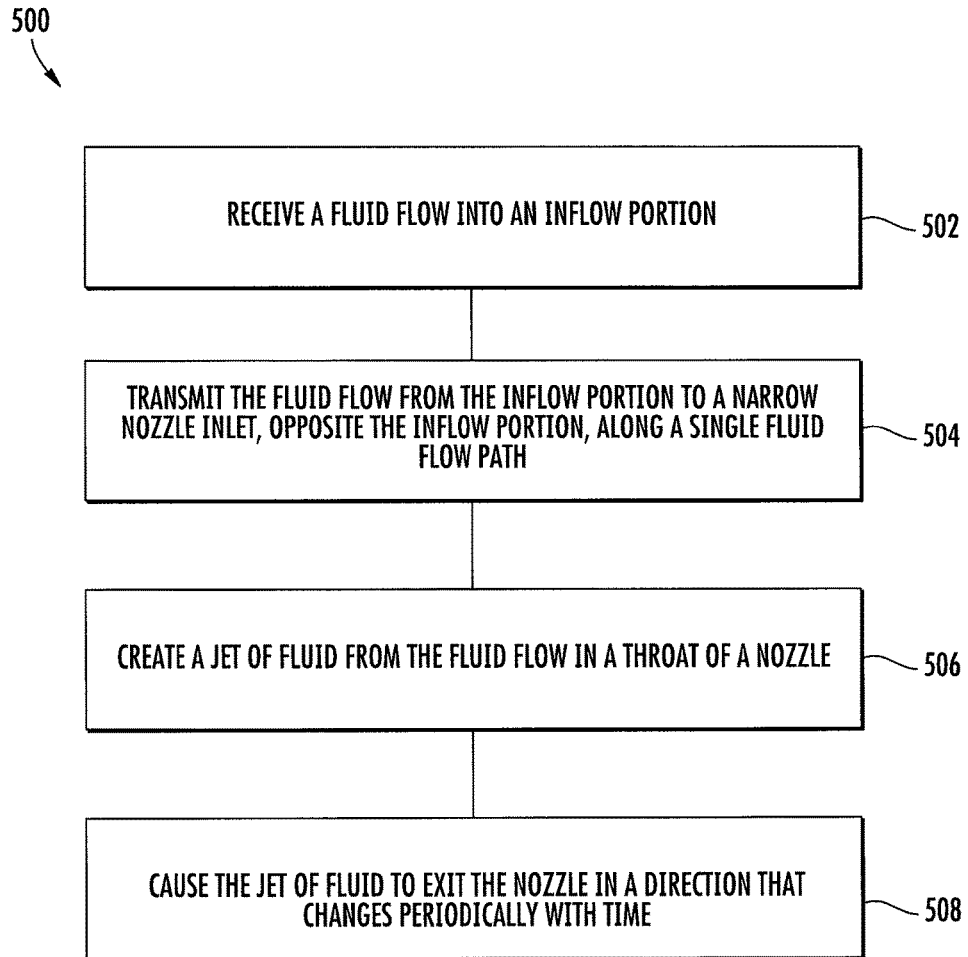 500
RECEIVE A FLUID FLOW INTO AN INFLOW PORTION
502
TRANSMIT THE FLUID FLOW FROM THE INFLOW PORTION TO A NARROW
NOZZLE INLET, OPPOSITE THE INFLOW PORTION, ALONG A SINGLE FLUID
FLOW PATH
504
CREATE A JET OF FLUID FROM THE FLUID FLOW IN A THROAT OF A NOZZLE
506
CAUSE THE JET OF FLUID TO EXIT THE NOZZLE IN A DIRECTION THAT
CHANGES PERIODICALLY WITH TIME
508